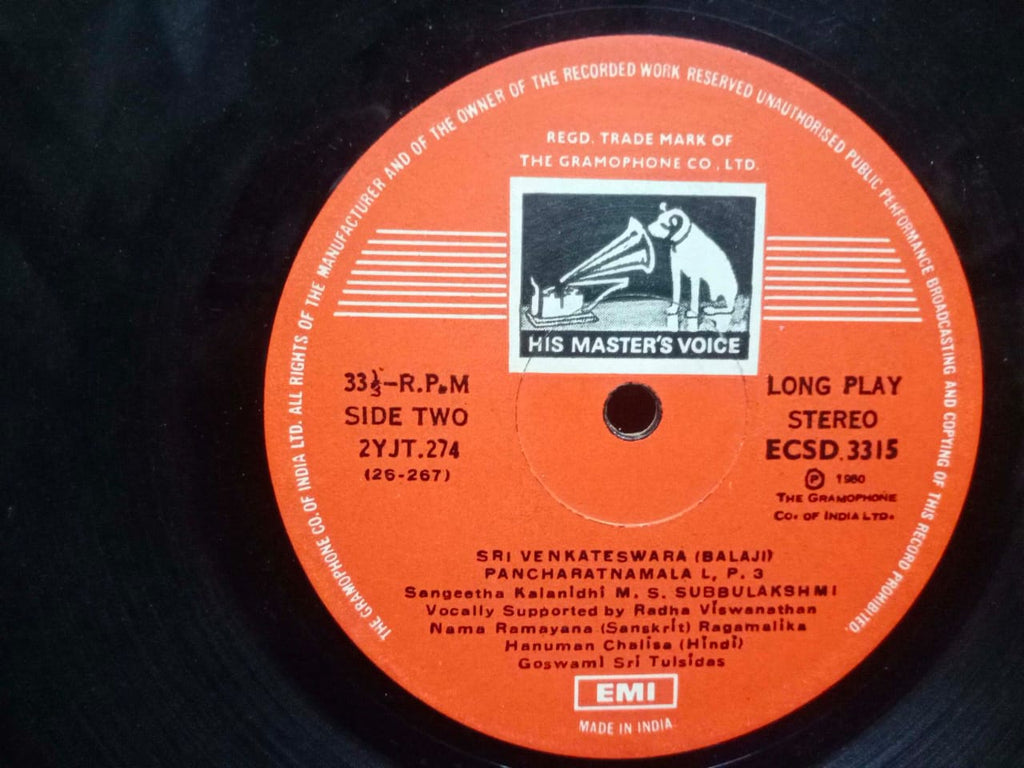 THE GRAMOPHONE CO. OF INDIA LTD. ALL RIGHTS OF THE MANUFACTURER AND OF THE OWNER OF THE RECORDED WORK RESERVED UNAUTHORISED PUBLIC PERFORMANCE BROADCASTING AND COPYING OF THIS RECORD PROHIBITED.
REGD. TRADE MARK OF
THE GRAMOPHONE CO., LTD.
HIS MASTER'S VOICE
33⅓-R.P.M
SIDE TWO
2YJT.274
(26-267)
LONG PLAY
STEREO
ECSD.3315
Ⓟ 1980
THE GRAMOPHONE
CO. OF INDIA LTD.
SRI VENKATESWARA (BALAJI)
PANCHARATNAMALA L, P. 3
Sangeetha Kalanidhi M. S. SUBBULAKSHMI
Vocally Supported by Radha Viswanathan
Nama Ramayana (Sanskrit) Ragamalika
Hanuman Chalisa (Hindi)
Goswami Sri Tulsidas
EMI
MADE IN INDIA